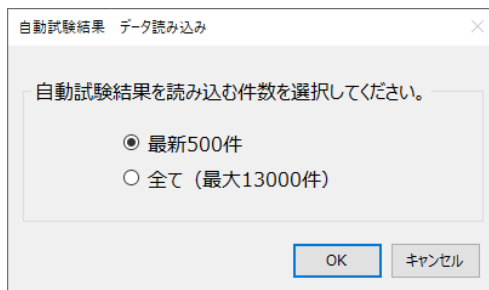 自動試験結果　データ読み込み
自動試験結果を読み込む件数を選択してください。
最新500件
全て（最大13000件）
OK
ｷｬﾝｾﾙ